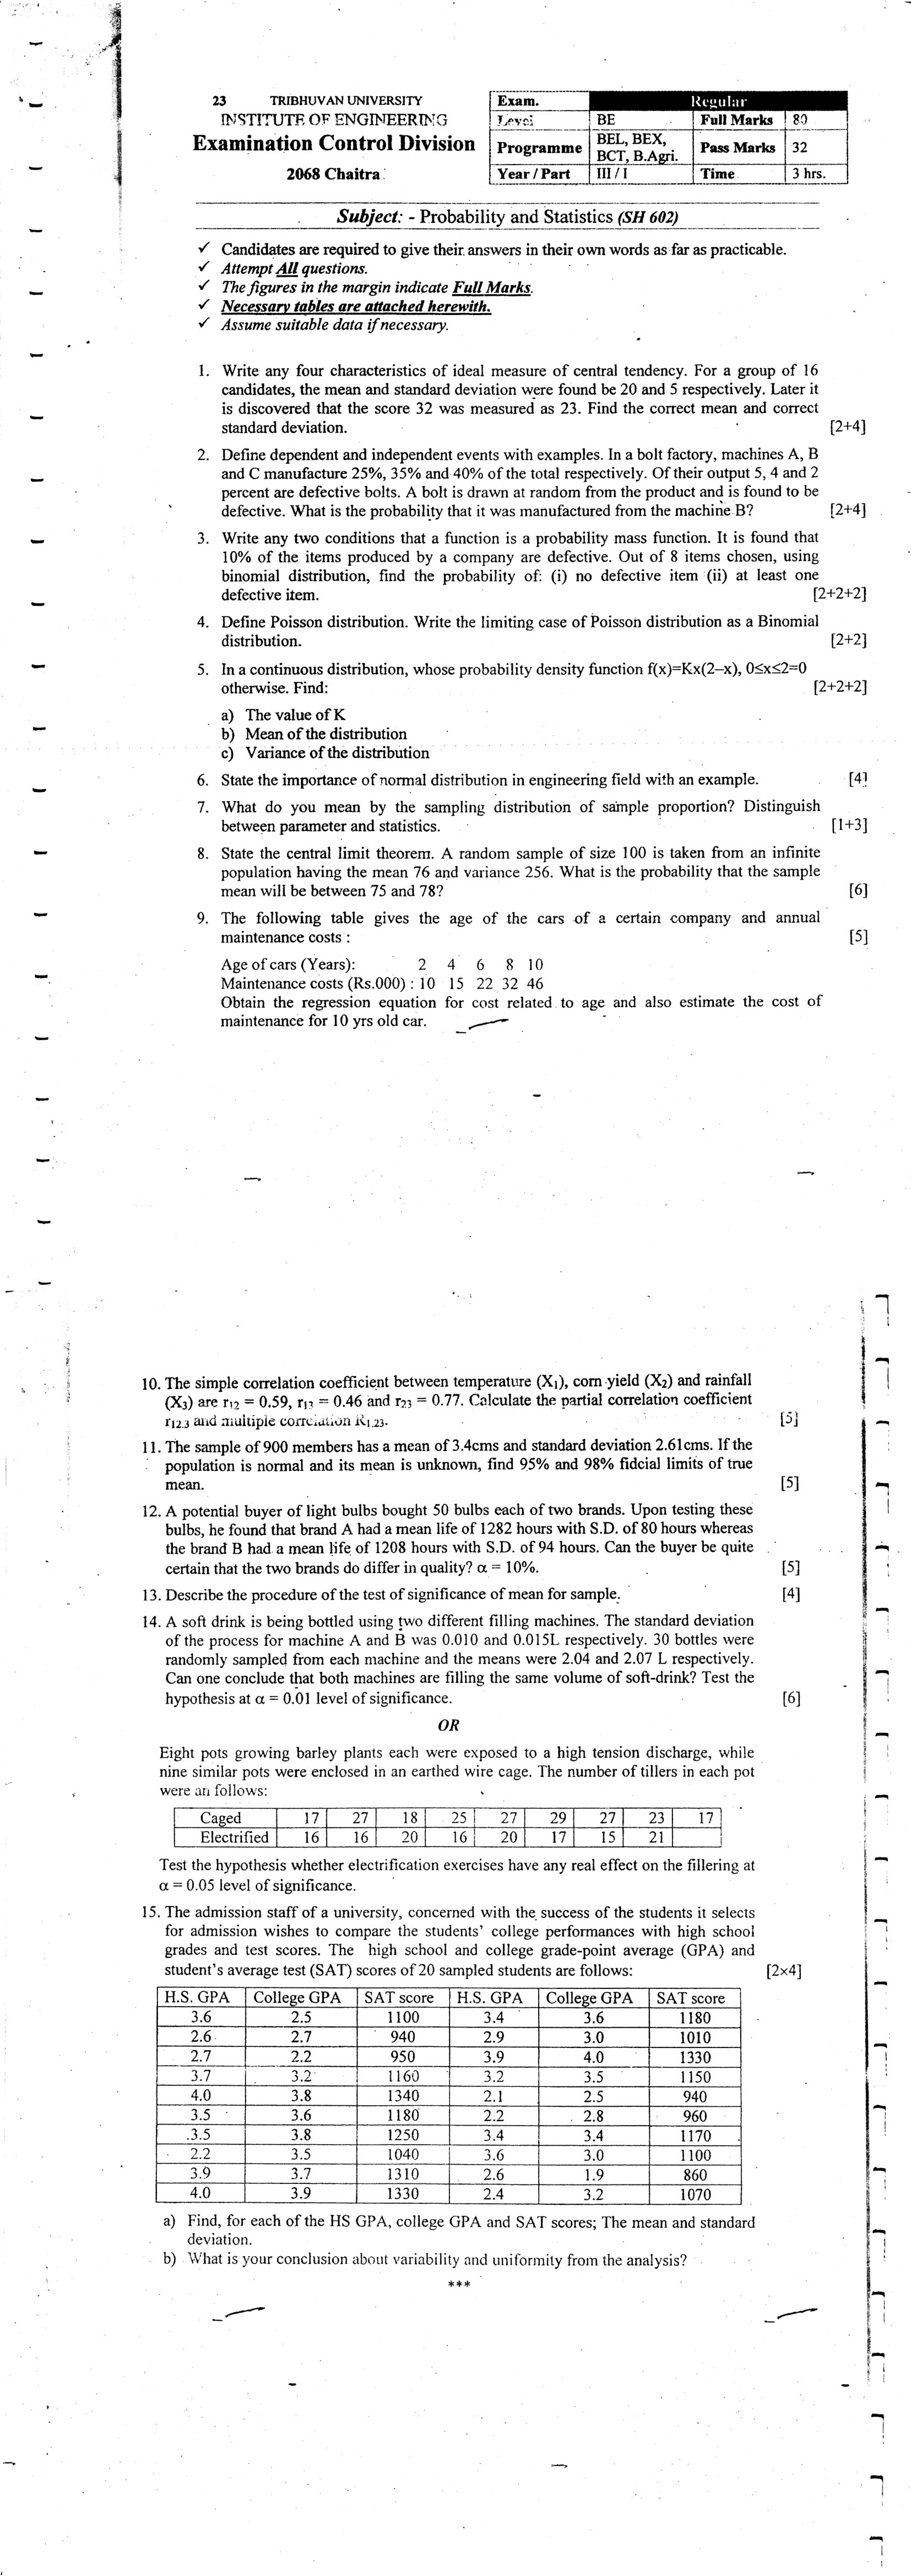 23 TRIBHUVAN UNIVERSITY
INSTITUTE OF ENGINEERING
Examination Control Division
2068 Chaitra
Exam. Regular
Level BE Full Marks 80
Programme BEL, BEX, BCT, B.Agri. Pass Marks 32
Year / Part III / I Time 3 hrs.
Subject: - Probability and Statistics (SH 602)
✓ Candidates are required to give their answers in their own words as far as practicable.
✓ Attempt All questions.
✓ The figures in the margin indicate Full Marks.
✓ Necessary tables are attached herewith.
✓ Assume suitable data if necessary.
1. Write any four characteristics of ideal measure of central tendency. For a group of 16
candidates, the mean and standard deviation were found be 20 and 5 respectively. Later it
is discovered that the score 32 was measured as 23. Find the correct mean and correct
standard deviation. [2+4]
2. Define dependent and independent events with examples. In a bolt factory, machines A, B
and C manufacture 25%, 35% and 40% of the total respectively. Of their output 5, 4 and 2
percent are defective bolts. A bolt is drawn at random from the product and is found to be
defective. What is the probability that it was manufactured from the machine B? [2+4]
3. Write any two conditions that a function is a probability mass function. It is found that
10% of the items produced by a company are defective. Out of 8 items chosen, using
binomial distribution, find the probability of: (i) no defective item (ii) at least one
defective item. [2+2+2]
4. Define Poisson distribution. Write the limiting case of Poisson distribution as a Binomial
distribution. [2+2]
5. In a continuous distribution, whose probability density function f(x)=Kx(2–x), 0≤x≤2=0
otherwise. Find: [2+2+2]
a) The value of K
b) Mean of the distribution
c) Variance of the distribution
6. State the importance of normal distribution in engineering field with an example. [4]
7. What do you mean by the sampling distribution of sample proportion? Distinguish
between parameter and statistics. [1+3]
8. State the central limit theorem. A random sample of size 100 is taken from an infinite
population having the mean 76 and variance 256. What is the probability that the sample
mean will be between 75 and 78? [6]
9. The following table gives the age of the cars of a certain company and annual
maintenance costs : [5]
Age of cars (Years): 2 4 6 8 10
Maintenance costs (Rs.000) : 10 15 22 32 46
Obtain the regression equation for cost related to age and also estimate the cost of
maintenance for 10 yrs old car.
10. The simple correlation coefficient between temperature (X₁), corn yield (X₂) and rainfall
(X₃) are r₁₂ = 0.59, r₁₃ = 0.46 and r₂₃ = 0.77. Calculate the partial correlation coefficient
r₁₂.₃ and multiple correlation R₁.₂₃. [5]
11. The sample of 900 members has a mean of 3.4cms and standard deviation 2.61cms. If the
population is normal and its mean is unknown, find 95% and 98% fidcial limits of true
mean. [5]
12. A potential buyer of light bulbs bought 50 bulbs each of two brands. Upon testing these
bulbs, he found that brand A had a mean life of 1282 hours with S.D. of 80 hours whereas
the brand B had a mean life of 1208 hours with S.D. of 94 hours. Can the buyer be quite
certain that the two brands do differ in quality? α = 10%. [5]
13. Describe the procedure of the test of significance of mean for sample. [4]
14. A soft drink is being bottled using two different filling machines. The standard deviation
of the process for machine A and B was 0.010 and 0.015L respectively. 30 bottles were
randomly sampled from each machine and the means were 2.04 and 2.07 L respectively.
Can one conclude that both machines are filling the same volume of soft-drink? Test the
hypothesis at α = 0.01 level of significance. [6]
OR
Eight pots growing barley plants each were exposed to a high tension discharge, while
nine similar pots were enclosed in an earthed wire cage. The number of tillers in each pot
were an follows:
Caged 17 27 18 25 27 29 27 23 17
Electrified 16 16 20 16 20 17 15 21
Test the hypothesis whether electrification exercises have any real effect on the fillering at
α = 0.05 level of significance.
15. The admission staff of a university, concerned with the success of the students it selects
for admission wishes to compare the students' college performances with high school
grades and test scores. The high school and college grade-point average (GPA) and
student's average test (SAT) scores of 20 sampled students are follows: [2×4]
H.S. GPA College GPA SAT score H.S. GPA College GPA SAT score
3.6 2.5 1100 3.4 3.6 1180
2.6 2.7 940 2.9 3.0 1010
2.7 2.2 950 3.9 4.0 1330
3.7 3.2 1160 3.2 3.5 1150
4.0 3.8 1340 2.1 2.5 940
3.5 3.6 1180 2.2 2.8 960
3.5 3.8 1250 3.4 3.4 1170
2.2 3.5 1040 3.6 3.0 1100
3.9 3.7 1310 2.6 1.9 860
4.0 3.9 1330 2.4 3.2 1070
a) Find, for each of the HS GPA, college GPA and SAT scores; The mean and standard
deviation.
b) What is your conclusion about variability and uniformity from the analysis?
***